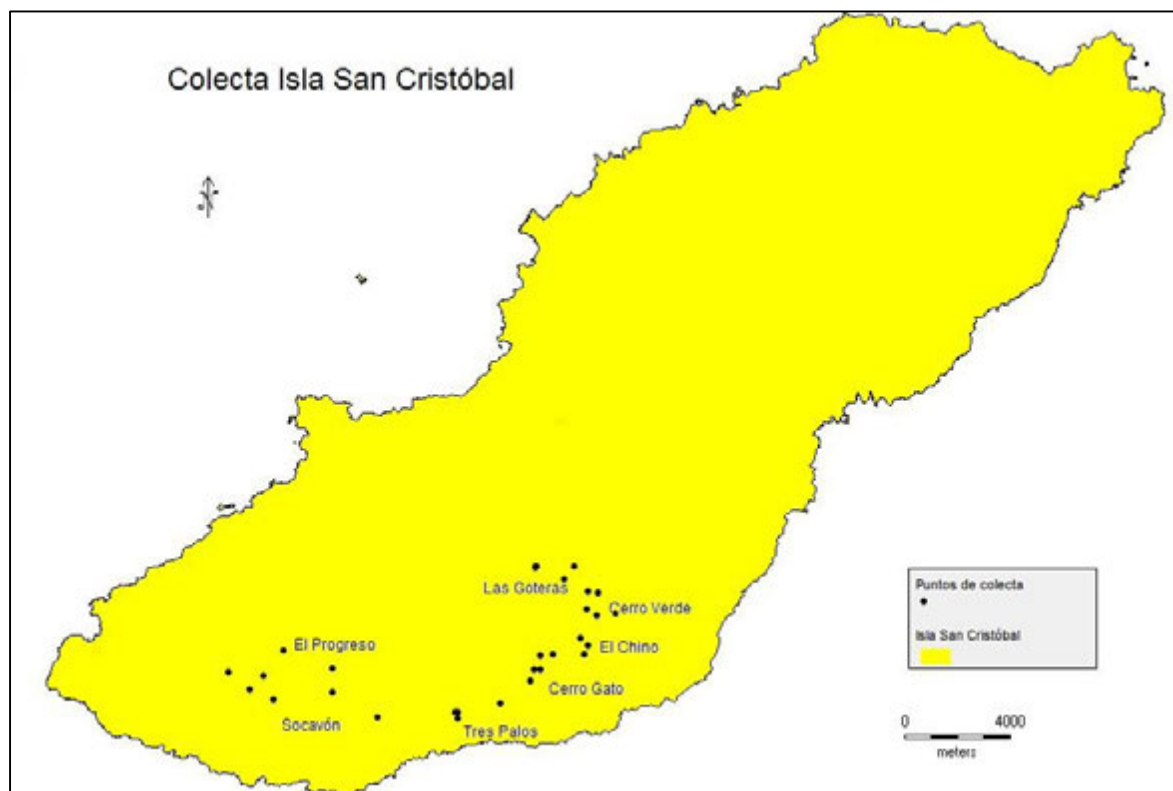 Colecta Isla San Cristóbal
Las Goteras
Cerro Verde
El Progreso
El Chino
Cerro Gato
Socavón
Tres Palos
Puntos de colecta
Isla San Cristóbal
0 4000
meters